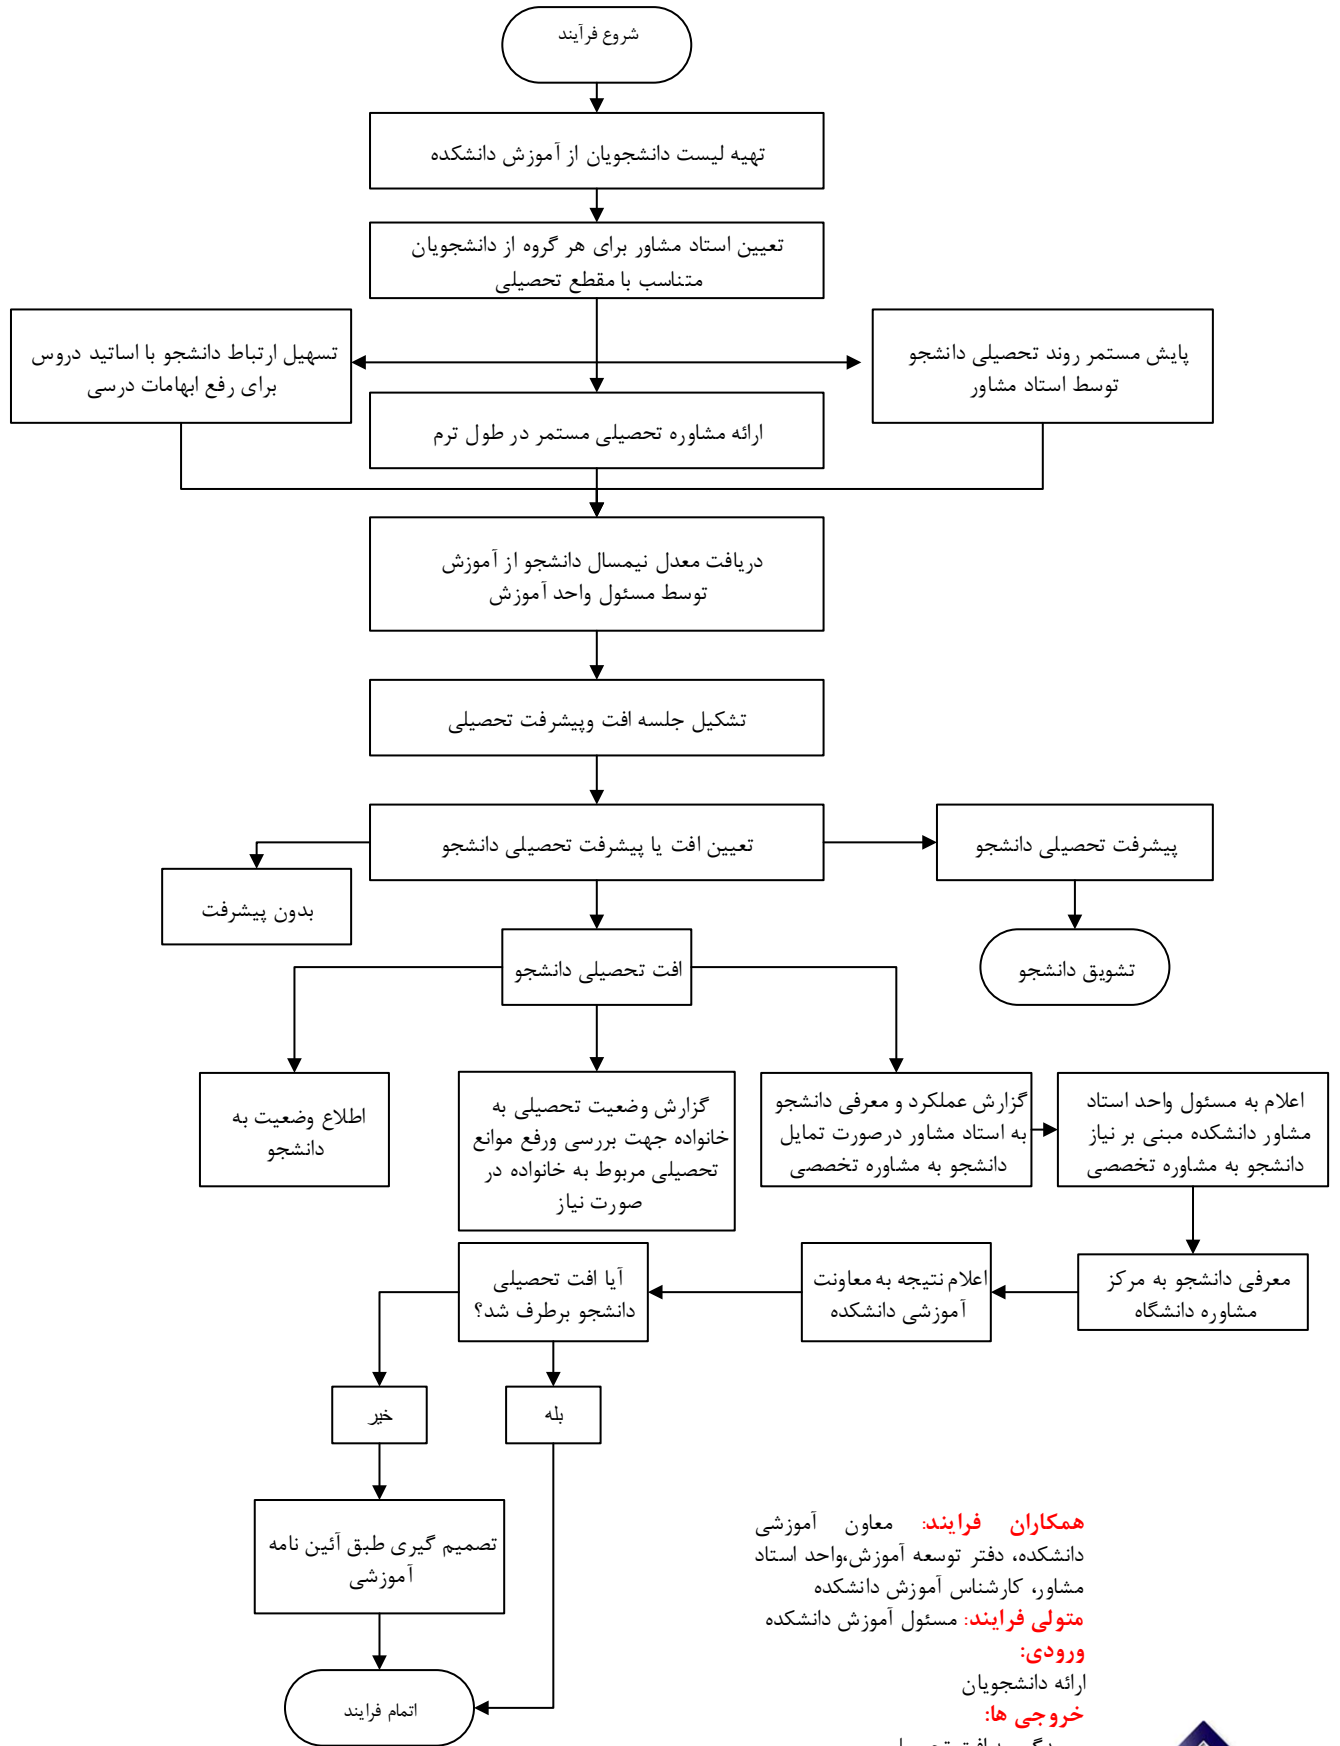 شروع فرآیند
تهیه لیست دانشجویان از آموزش دانشکده
تعیین استاد مشاور برای هر گروه از دانشجویان
متناسب با مقطع تحصیلی
پایش مستمر روند تحصیلی دانشجو
توسط استاد مشاور
تسهیل ارتباط دانشجو با اساتید دروس
برای رفع ابهامات درسی
ارائه مشاوره تحصیلی مستمر در طول ترم
دریافت معدل نیمسال دانشجو از آموزش
توسط مسئول واحد آموزش
تشکیل جلسه افت وپیشرفت تحصیلی
پیشرفت تحصیلی دانشجو
تعیین افت یا پیشرفت تحصیلی دانشجو
بدون پیشرفت
تشویق دانشجو
افت تحصیلی دانشجو
اعلام به مسئول واحد استاد
مشاور دانشکده مبنی بر نیاز
دانشجو به مشاوره تخصصی
گزارش عملکرد و معرفی دانشجو
به استاد مشاور درصورت تمایل
دانشجو به مشاوره تخصصی
گزارش وضعیت تحصیلی به
خانواده جهت بررسی ورفع موانع
تحصیلی مربوط به خانواده در
صورت نیاز
اطلاع وضعیت به
دانشجو
معرفی دانشجو به مرکز
مشاوره دانشگاه
اعلام نتیجه به معاونت
آموزشی دانشکده
آیا افت تحصیلی
دانشجو برطرف شد؟
بله
خیر
تصمیم گیری طبق آئین نامه
آموزشی
اتمام فرایند
همکاران فرایند: معاون آموزشی
دانشکده، دفتر توسعه آموزش،واحد استاد
مشاور، کارشناس آموزش دانشکده
متولی فرایند: مسئول آموزش دانشکده
ورودی:
ارائه دانشجویان
خروجی ها: